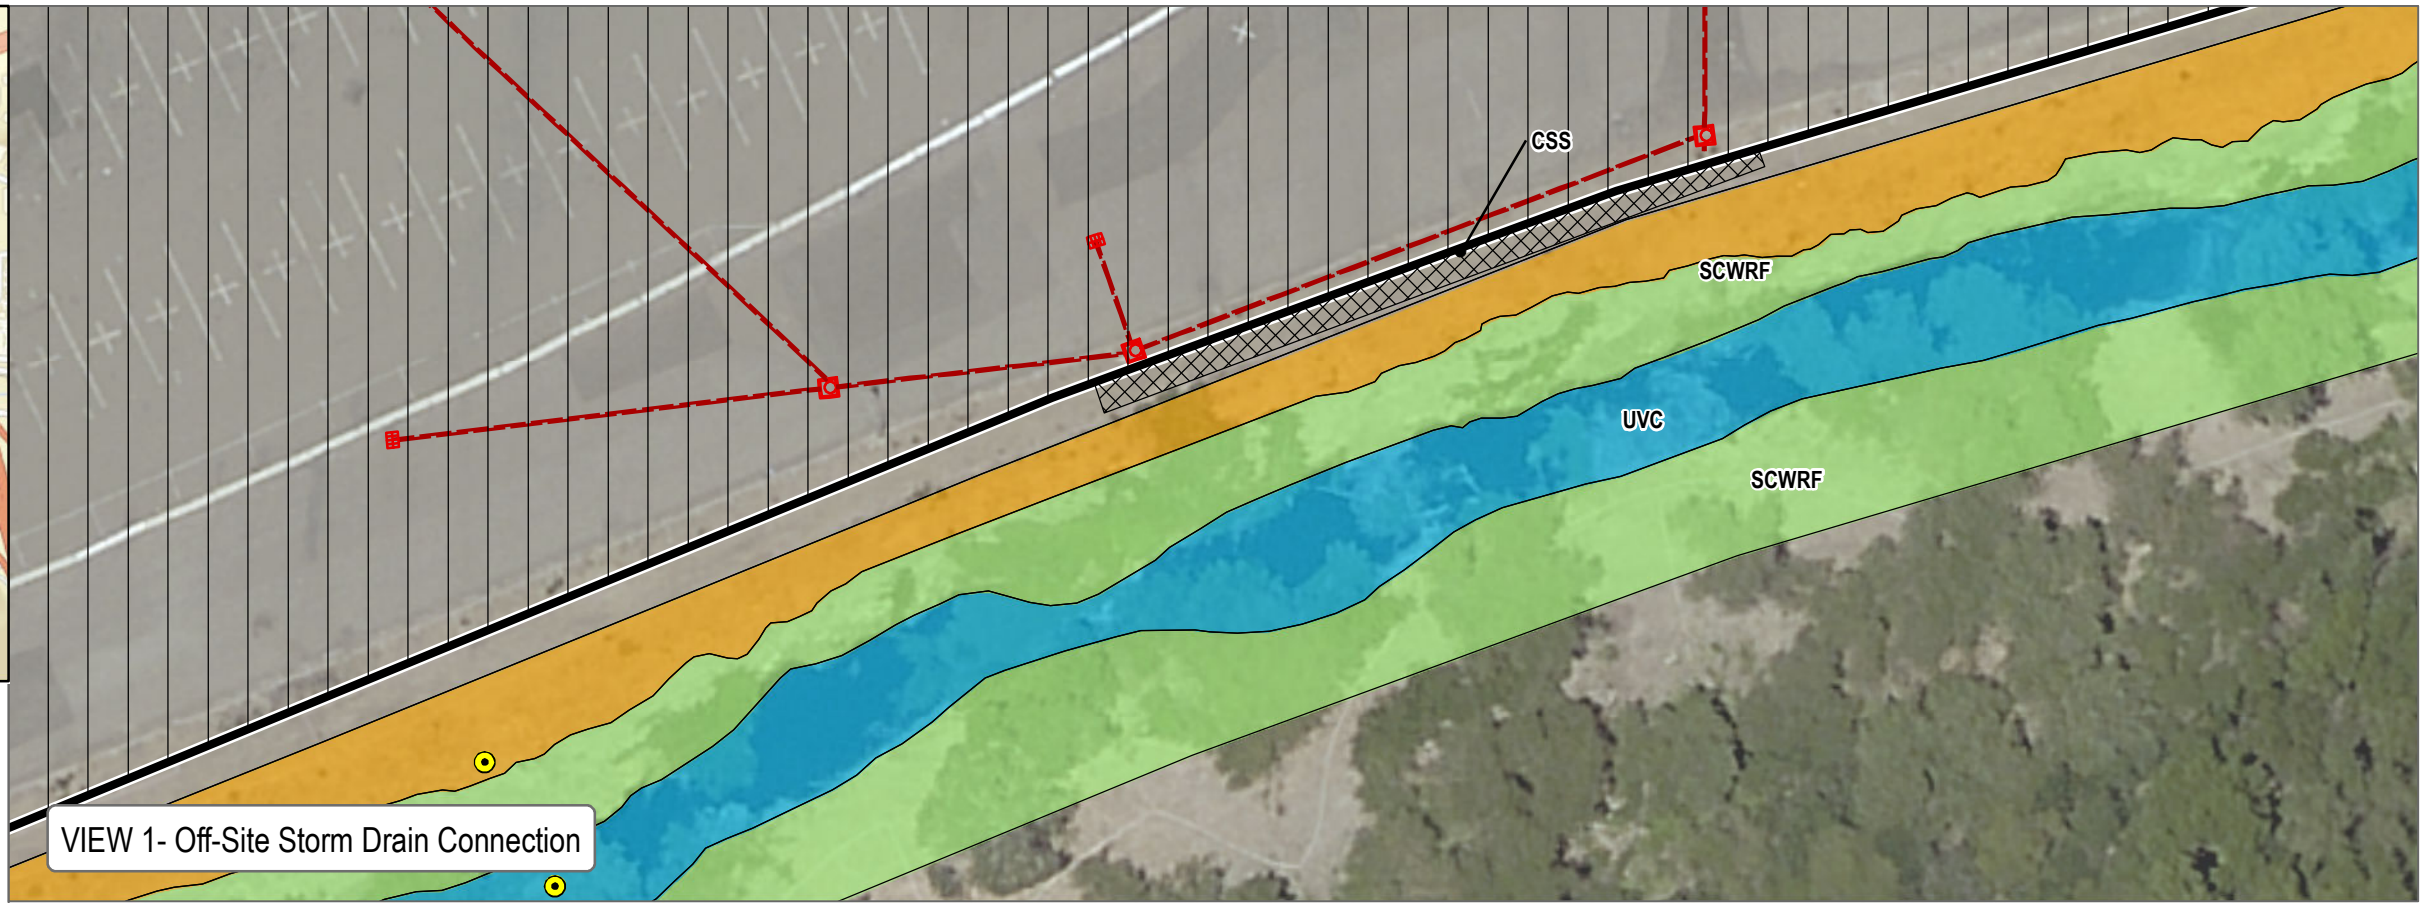 CSS
SCWRF
UVC
SCWRF
VIEW 1- Off-Site Storm Drain Connection